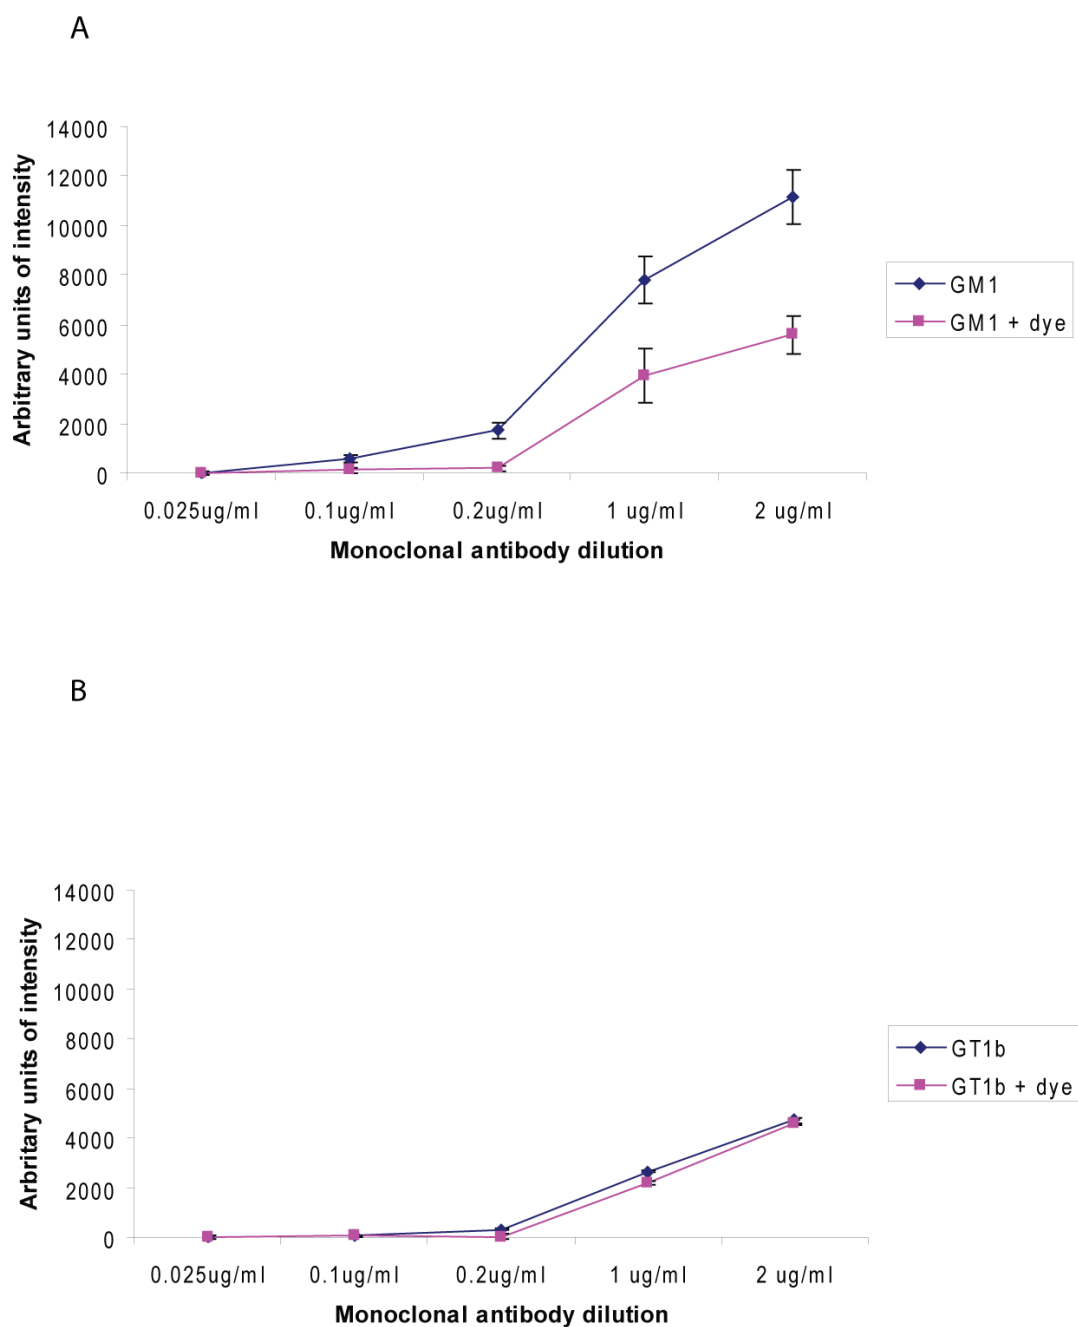 A
14000
12000
10000
8000
6000
4000
2000
0
Arbitrary units of intensity
0.025ug/ml 0.1ug/ml 0.2ug/ml 1 ug/ml 2 ug/ml
Monoclonal antibody dilution
GM1
GM1 + dye
B
14000
12000
10000
8000
6000
4000
2000
0
Arbritary units of intensity
0.025ug/ml 0.1ug/ml 0.2ug/ml 1 ug/ml 2 ug/ml
Monoclonal antibody dilution
GT1b
GT1b + dye